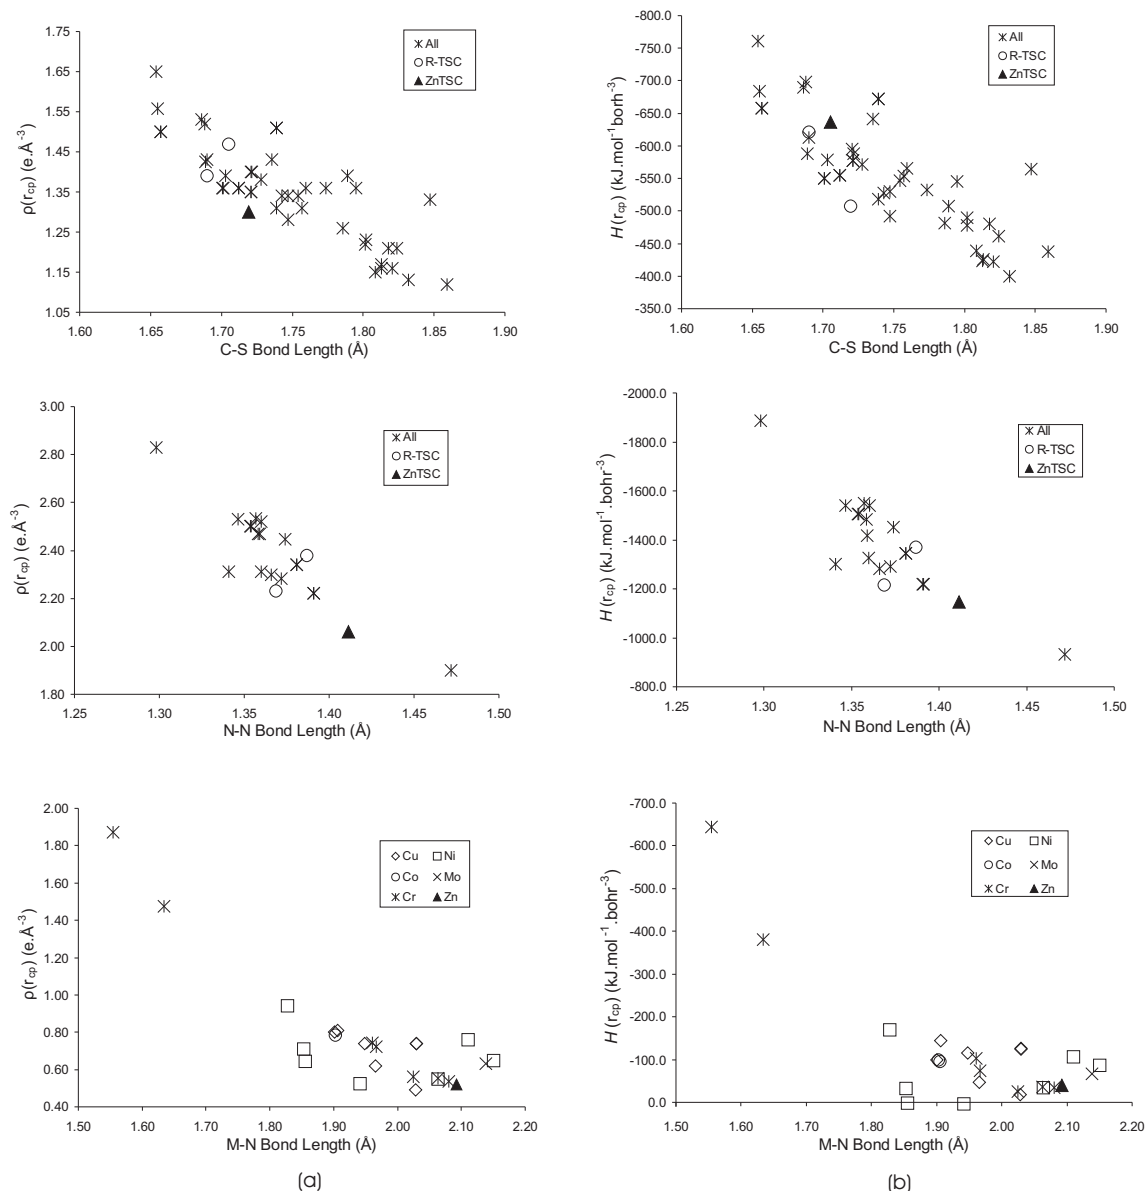 1.75
1.65
1.55
1.45
1.35
1.25
1.15
1.05
1.60 1.65 1.70 1.75 1.80 1.85 1.90
ρ(rcp) (e.Å-3)
C-S Bond Length (Å)
All
R-TSC
ZnTSC
-800.0
-750.0
-700.0
-650.0
-600.0
-550.0
-500.0
-450.0
-400.0
-350.0
1.60 1.65 1.70 1.75 1.80 1.85 1.90
H(rcp) (kJ.mol-1borh-3)
C-S Bond Length (Å)
All
R-TSC
ZnTSC
3.00
2.80
2.60
2.40
2.20
2.00
1.80
1.25 1.30 1.35 1.40 1.45 1.50
ρ(rcp) (e.Å-3)
N-N Bond Length (Å)
All
R-TSC
ZnTSC
-2000.0
-1800.0
-1600.0
-1400.0
-1200.0
-1000.0
-800.0
1.25 1.30 1.35 1.40 1.45 1.50
H(rcp) (kJ.mol-1.bohr-3)
N-N Bond Length (Å)
All
R-TSC
ZnTSC
2.00
1.80
1.60
1.40
1.20
1.00
0.80
0.60
0.40
1.50 1.60 1.70 1.80 1.90 2.00 2.10 2.20
ρ(rcp) (e.Å-3)
M-N Bond Length (Å)
Cu Ni
Co Mo
Cr Zn
(a)
-700.0
-600.0
-500.0
-400.0
-300.0
-200.0
-100.0
0.0
1.50 1.60 1.70 1.80 1.90 2.00 2.10 2.20
H(rcp) (kJ.mol-1.bohr-3)
M-N Bond Length (Å)
Cu Ni
Co Mo
Cr Zn
(b)